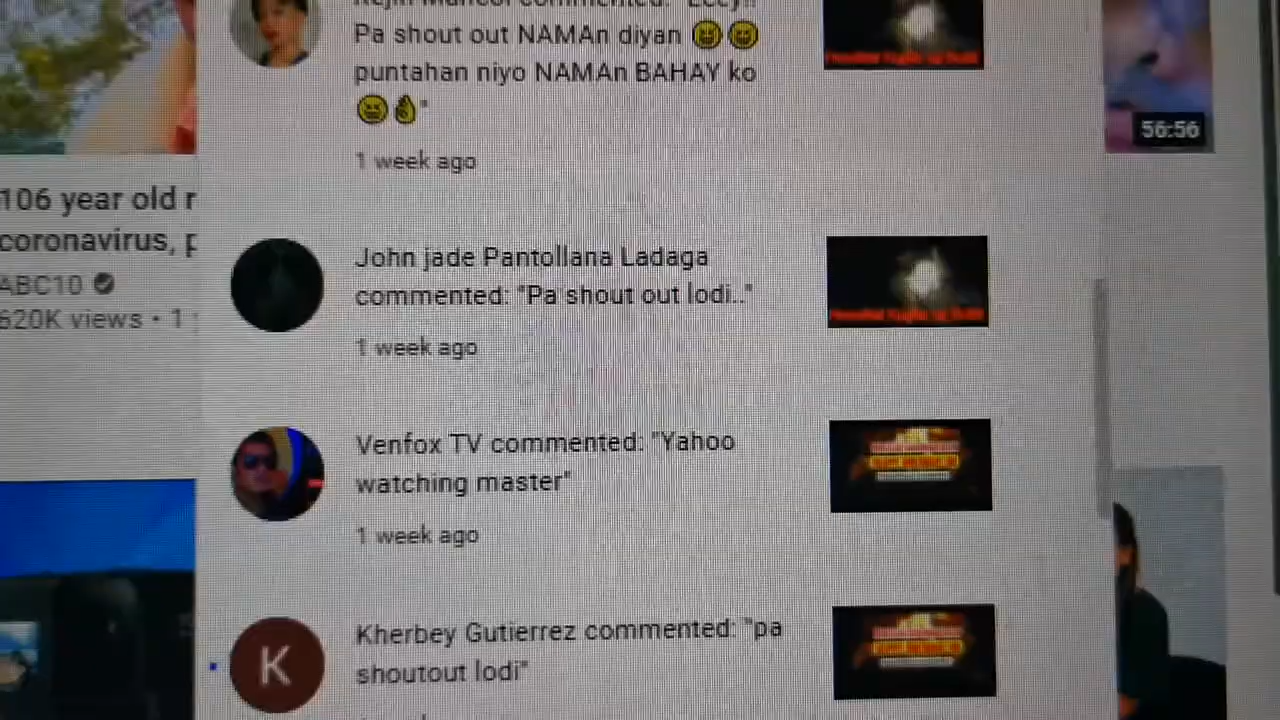 Pa shout out NAMAn diyan 😀😀
puntahan niyo NAMAn BAHAY ko
"
1 week ago
56:56
106 year old r
coronavirus, p
ABC10
620K views • 1
John jade Pantollana Ladaga
commented: "Pa shout out lodi.."
1 week ago
Venfox TV commented: "Yahoo
watching master"
1 week ago
K
Kherbey Gutierrez commented: "pa
shoutout lodi"